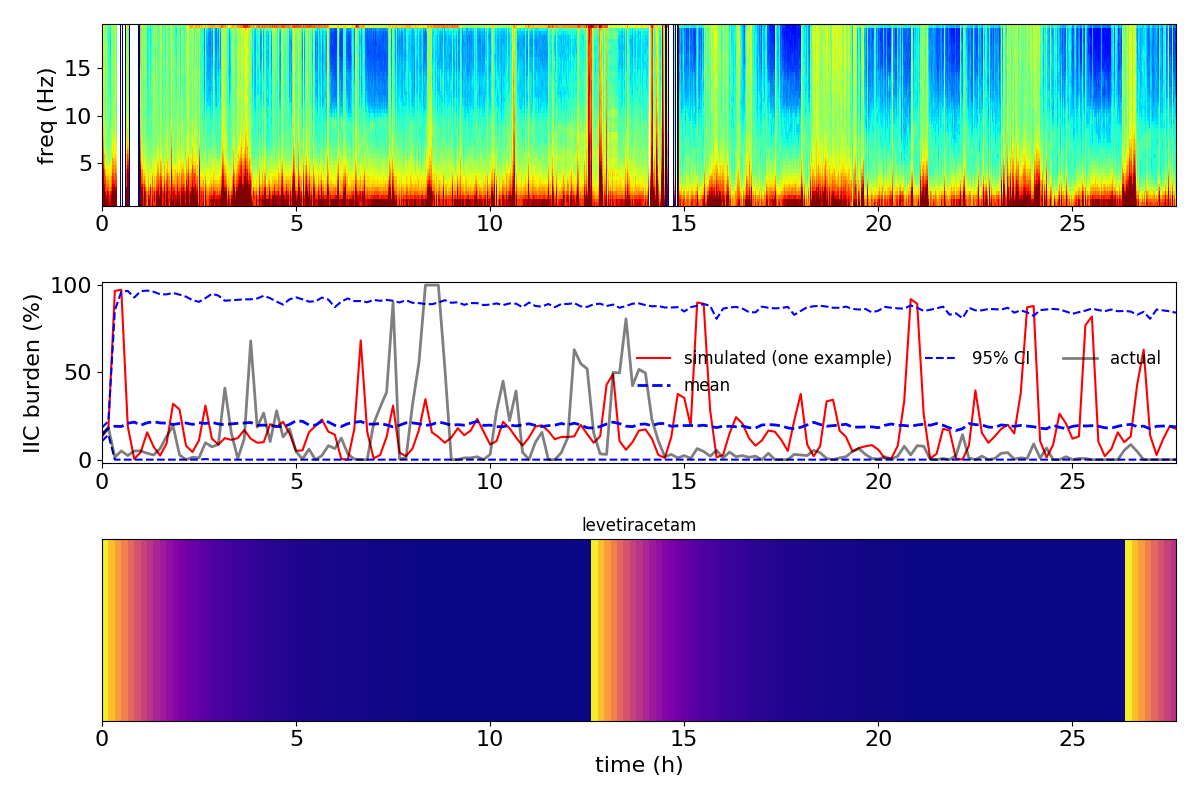 freq (Hz)
15
10
5
0 5 10 15 20 25
IIC burden (%)
100
50
0
simulated (one example) 95% CI actual
mean
0 5 10 15 20 25
levetiracetam
0 5 10 15 20 25
time (h)